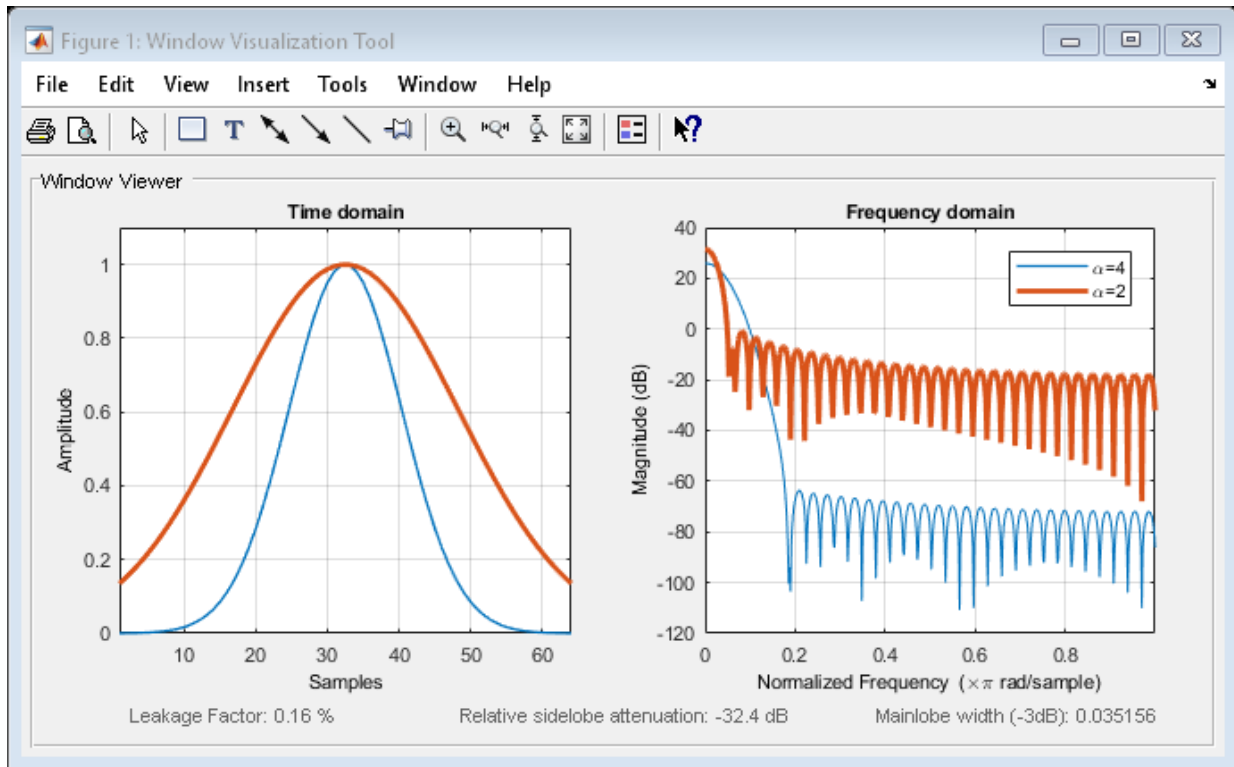 Figure 1: Window Visualization Tool
File Edit View Insert Tools Window Help
Window Viewer
Time domain
1
0.8
0.6
0.4
0.2
0
Amplitude
10 20 30 40 50 60
Samples
Frequency domain
40
20
0
-20
-40
-60
-80
-100
-120
Magnitude (dB)
α=4
α=2
0 0.2 0.4 0.6 0.8
Normalized Frequency (×π rad/sample)
Leakage Factor: 0.16 % Relative sidelobe attenuation: -32.4 dB Mainlobe width (-3dB): 0.035156